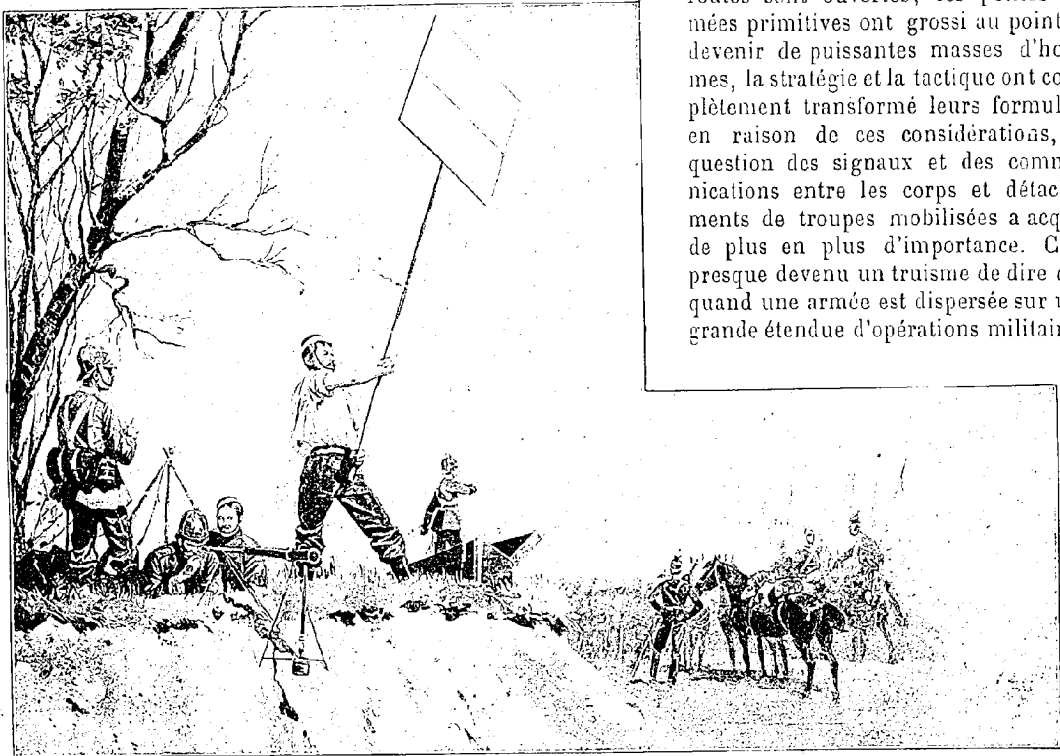 mées primitives ont grossi au point
devenir de puissantes masses d'ho
mes, la stratégie et la tactique ont co
plètement transformé leurs formul
en raison de ces considérations,
question des signaux et des comm
nications entre les corps et détac
ments de troupes mobilisées a acq
de plus en plus d'importance. C
presque devenu un truisme de dire
quand une armée est dispersée sur u
grande étendue d'opérations militair